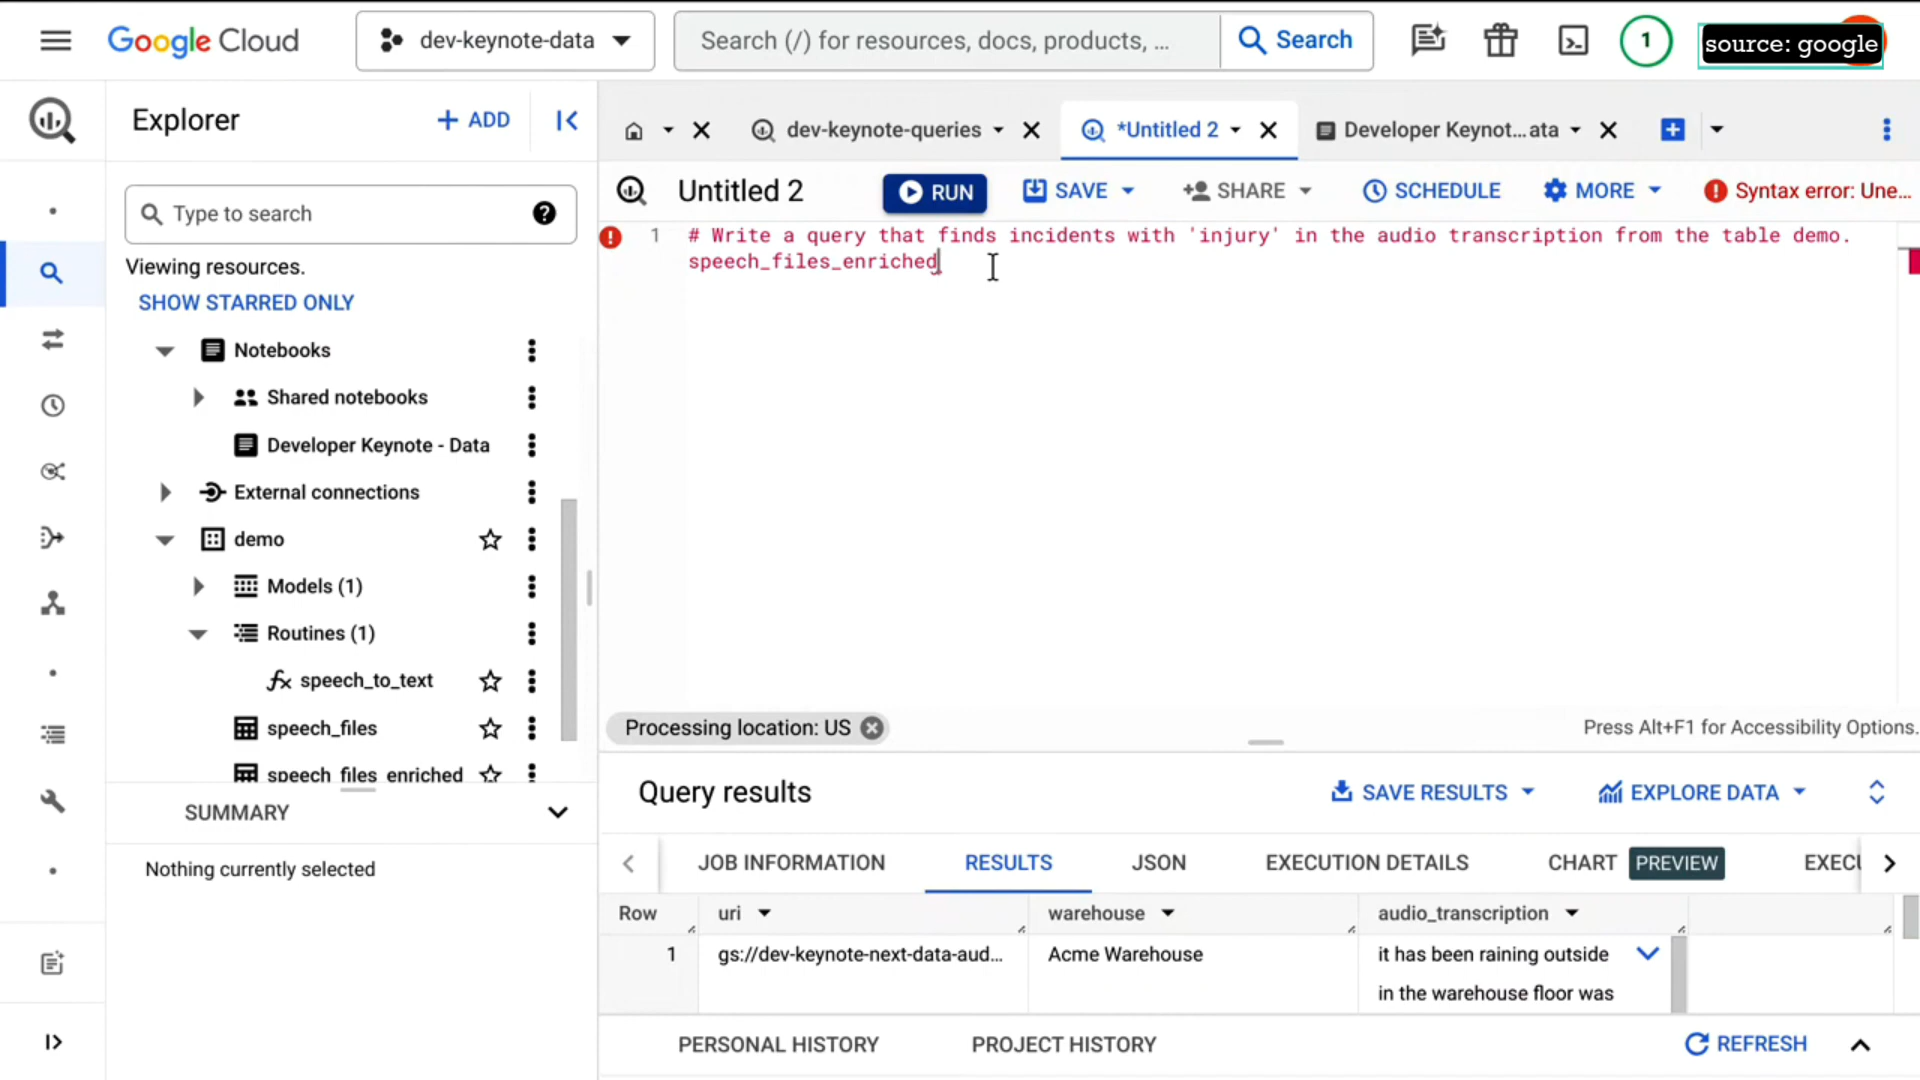 Google Cloud
dev-keynote-data
Search (/) for resources, docs, products, ...
Search
1
source: google
Explorer
+ ADD
dev-keynote-queries
*Untitled 2
Developer Keynot...ata
Untitled 2
RUN
SAVE
SHARE
SCHEDULE
MORE
Syntax error: Une...
Type to search
Viewing resources.
SHOW STARRED ONLY
Notebooks
Shared notebooks
Developer Keynote - Data
External connections
demo
Models (1)
Routines (1)
fx speech_to_text
speech_files
speech_files_enriched
SUMMARY
Nothing currently selected
1 # Write a query that finds incidents with 'injury' in the audio transcription from the table demo.
speech_files_enriched
Processing location: US
Press Alt+F1 for Accessibility Options.
Query results
SAVE RESULTS
EXPLORE DATA
JOB INFORMATION
RESULTS
JSON
EXECUTION DETAILS
CHART
PREVIEW
EXECU
Row
uri
warehouse
audio_transcription
1
gs://dev-keynote-next-data-aud...
Acme Warehouse
it has been raining outside
in the warehouse floor was
PERSONAL HISTORY
PROJECT HISTORY
REFRESH